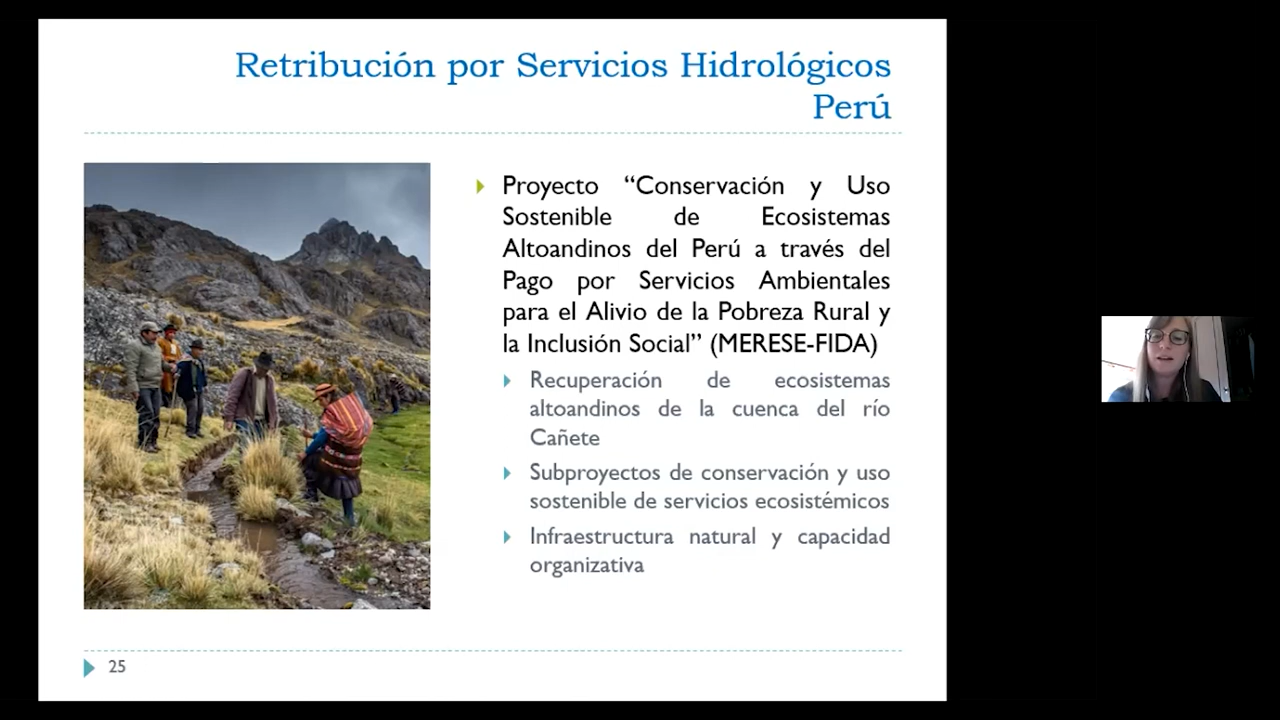 Retribución por Servicios Hidrológicos
Perú
Proyecto “Conservación y Uso
Sostenible de Ecosistemas
Altoandinos del Perú a través del
Pago por Servicios Ambientales
para el Alivio de la Pobreza Rural y
la Inclusión Social” (MERESE-FIDA)
Recuperación de ecosistemas
altoandinos de la cuenca del río
Cañete
Subproyectos de conservación y uso
sostenible de servicios ecosistémicos
Infraestructura natural y capacidad
organizativa
25